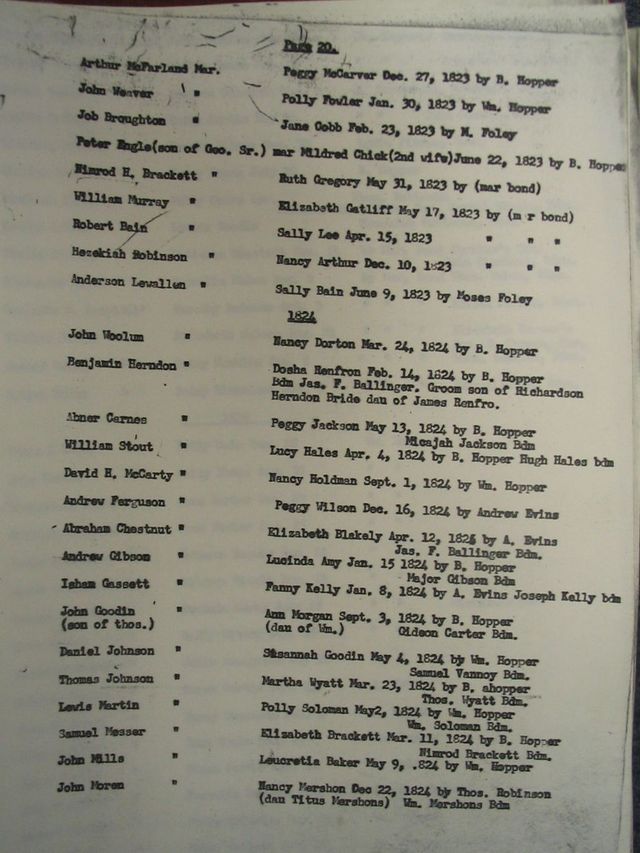 Page 20.
Arthur McFarland Mar. Peggy McCarver Dec. 27, 1823 by B. Hopper
John Weaver " Polly Fowler Jan. 30, 1823 by Wm. Hopper
Job Broughton " Jane Cobb Feb. 23, 1823 by M. Foley
Peter Engle(son of Geo. Sr.) mar Mildred Chick(2nd wife)June 22, 1823 by B. Hopper
Nimrod H. Brackett " Ruth Gregory May 31, 1823 by (mar bond)
William Murray " Elizabeth Gatliff May 17, 1823 by (m r bond)
Robert Bain " Sally Lee Apr. 15, 1823 " " "
Hezekiah Robinson " Nancy Arthur Dec. 10, 1823 " " "
Anderson Lewallen " Sally Bain June 9, 1823 by Moses Foley
1824
John Woolum " Nancy Dorton Mar. 24, 1824 by B. Hopper
Benjamin Herndon " Dosha Renfron Feb. 14, 1824 by B. Hopper
Bdm Jas. F. Ballinger. Groom son of Richardson
Herndon Bride dau of James Renfro.
Abner Carnes " Peggy Jackson May 13, 1824 by B. Hopper
Micajah Jackson Bdm
William Stout " Lucy Hales Apr. 4, 1824 by B. Hopper Hugh Hales bdm
David H. McCarty " Nancy Holdman Sept. 1, 1824 by Wm. Hopper
Andrew Ferguson " Peggy Wilson Dec. 16, 1824 by Andrew Evins
Abraham Chestnut " Elizabeth Blakely Apr. 12, by A. Evins
Jas. F. Ballinger Bdm.
Andrew Gibson " Lucinda Amy Jan. 15 1824 by B. Hopper
Major Gibson Bdm
Isham Gassett " Fanny Kelly Jan. 8, 1824 by A. Evins Joseph Kelly bdm
John Goodin " Ann Morgan Sept. 3, 1824 by B. Hopper
(son of thos.) (dau of Wm.) Gideon Carter Bdm.
Daniel Johnson " Susannah Goodin May 4, 1824 by Wm. Hopper
Samuel Vannoy Bdm.
Thomas Johnson " Martha Wyatt Mar. 23, 1824 by B. ahopper
Thos. Wyatt Bdm.
Lewis Martin " Polly Soloman May2, 1824 by Wm. Hopper
Wm. Soloman Bdm.
Samuel Messer " Elizabeth Brackett Mar. 11, 1824 by B. Hopper
Nimrod Brackett Bdm.
John Mills " Leucretia Baker May 9, .824 by Wm. Hopper
John Moren " Nancy Mershon Dec 22, 1824 by Thos. Robinson
(dau Titus Mershons) Wm. Mershons Bdm